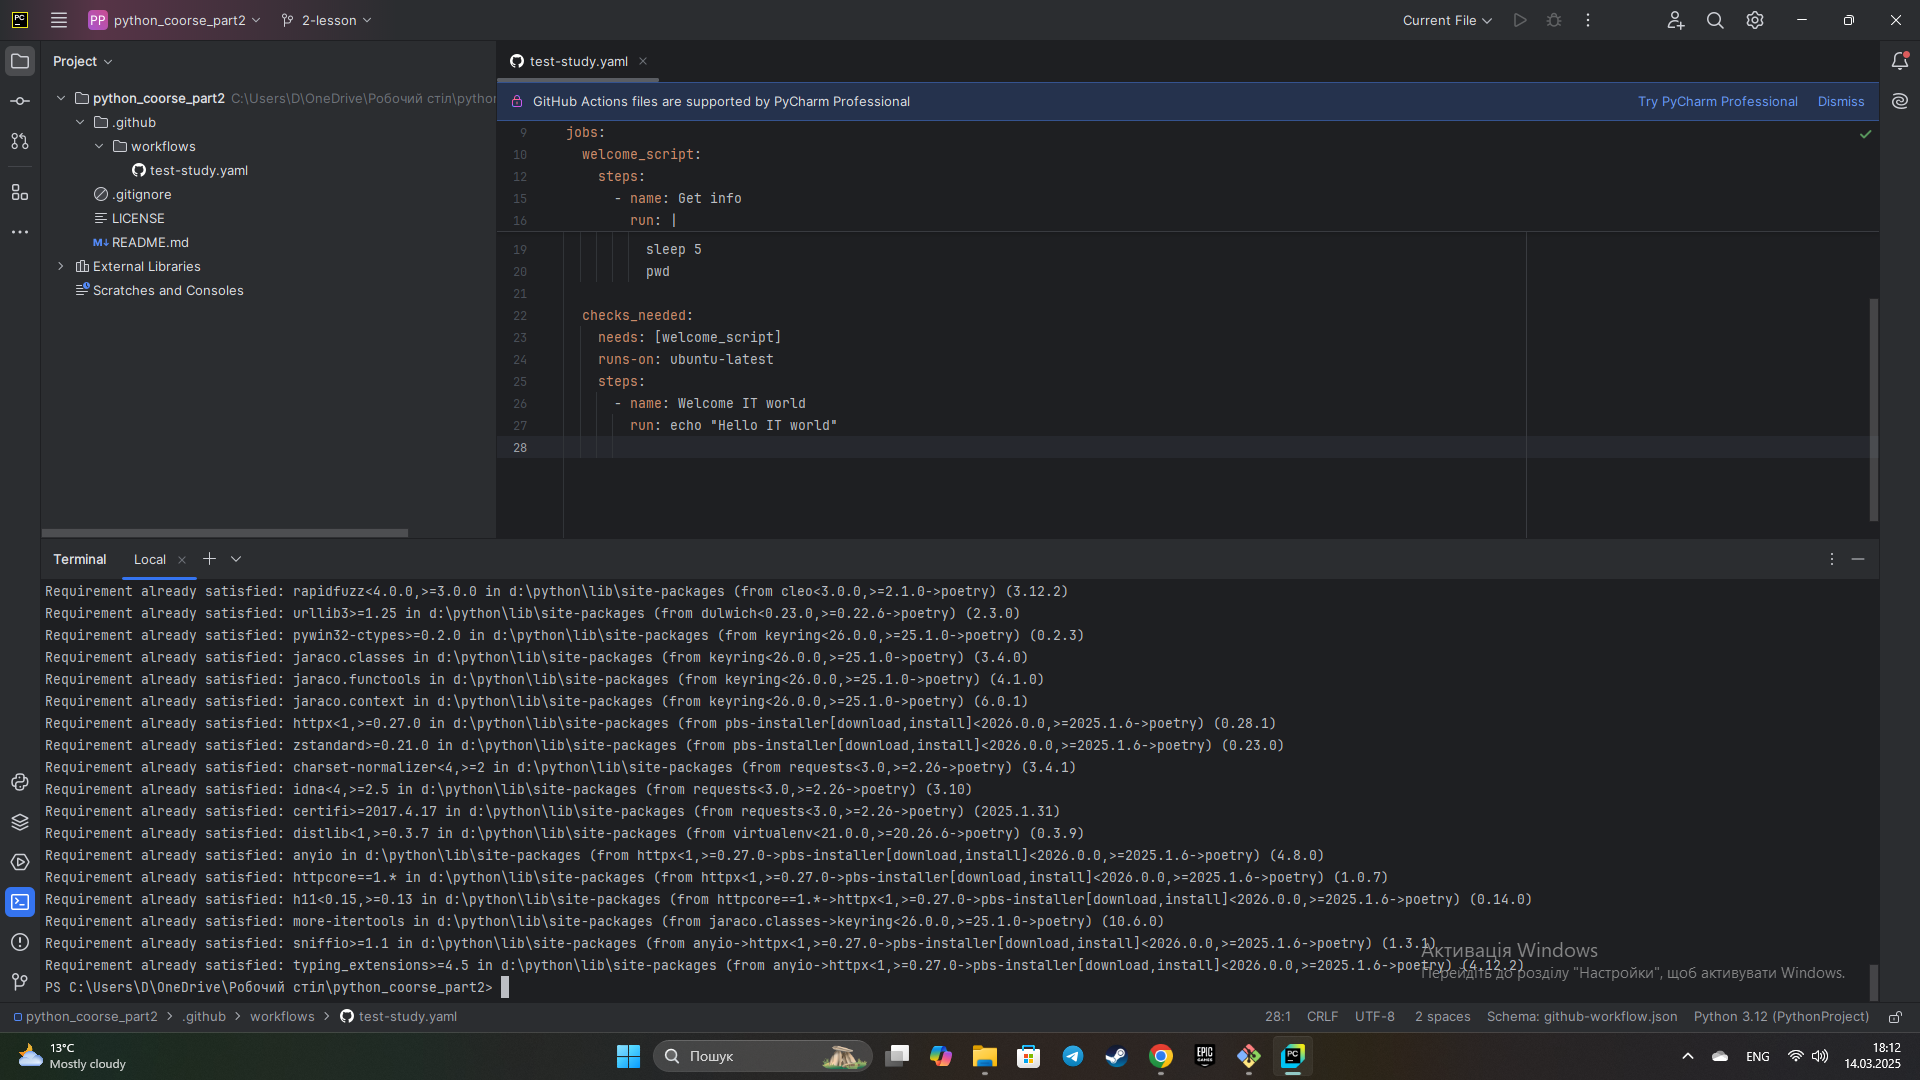 PC
PP python_coorse_part2
2-lesson
Current File
Project
python_coorse_part2 C:\Users\D\OneDrive\Робочий стіл\python
.github
workflows
test-study.yaml
.gitignore
LICENSE
M↓ README.md
External Libraries
Scratches and Consoles
test-study.yaml
GitHub Actions files are supported by PyCharm Professional
Try PyCharm Professional
Dismiss
9 jobs:
10 welcome_script:
12 steps:
15 - name: Get info
16 run: |
19 sleep 5
20 pwd
21
22 checks_needed:
23 needs: [welcome_script]
24 runs-on: ubuntu-latest
25 steps:
26 - name: Welcome IT world
27 run: echo "Hello IT world"
28
Terminal
Local
Requirement already satisfied: rapidfuzz<4.0.0,>=3.0.0 in d:\python\lib\site-packages (from cleo<3.0.0,>=2.1.0->poetry) (3.12.2)
Requirement already satisfied: urllib3>=1.25 in d:\python\lib\site-packages (from dulwich<0.23.0,>=0.22.6->poetry) (2.3.0)
Requirement already satisfied: pywin32-ctypes>=0.2.0 in d:\python\lib\site-packages (from keyring<26.0.0,>=25.1.0->poetry) (0.2.3)
Requirement already satisfied: jaraco.classes in d:\python\lib\site-packages (from keyring<26.0.0,>=25.1.0->poetry) (3.4.0)
Requirement already satisfied: jaraco.functools in d:\python\lib\site-packages (from keyring<26.0.0,>=25.1.0->poetry) (4.1.0)
Requirement already satisfied: jaraco.context in d:\python\lib\site-packages (from keyring<26.0.0,>=25.1.0->poetry) (6.0.1)
Requirement already satisfied: httpx<1,>=0.27.0 in d:\python\lib\site-packages (from pbs-installer[download,install]<2026.0.0,>=2025.1.6->poetry) (0.28.1)
Requirement already satisfied: zstandard>=0.21.0 in d:\python\lib\site-packages (from pbs-installer[download,install]<2026.0.0,>=2025.1.6->poetry) (0.23.0)
Requirement already satisfied: charset-normalizer<4,>=2 in d:\python\lib\site-packages (from requests<3.0,>=2.26->poetry) (3.4.1)
Requirement already satisfied: idna<4,>=2.5 in d:\python\lib\site-packages (from requests<3.0,>=2.26->poetry) (3.10)
Requirement already satisfied: certifi>=2017.4.17 in d:\python\lib\site-packages (from requests<3.0,>=2.26->poetry) (2025.1.31)
Requirement already satisfied: distlib<1,>=0.3.7 in d:\python\lib\site-packages (from virtualenv<21.0.0,>=20.26.6->poetry) (0.3.9)
Requirement already satisfied: anyio in d:\python\lib\site-packages (from httpx<1,>=0.27.0->pbs-installer[download,install]<2026.0.0,>=2025.1.6->poetry) (4.8.0)
Requirement already satisfied: httpcore==1.* in d:\python\lib\site-packages (from httpx<1,>=0.27.0->pbs-installer[download,install]<2026.0.0,>=2025.1.6->poetry) (1.0.7)
Requirement already satisfied: h11<0.15,>=0.13 in d:\python\lib\site-packages (from httpcore==1.*->httpx<1,>=0.27.0->pbs-installer[download,install]<2026.0.0,>=2025.1.6->poetry) (0.14.0)
Requirement already satisfied: more-itertools in d:\python\lib\site-packages (from jaraco.classes->keyring<26.0.0,>=25.1.0->poetry) (10.6.0)
Requirement already satisfied: sniffio>=1.1 in d:\python\lib\site-packages (from anyio->httpx<1,>=0.27.0->pbs-installer[download,install]<2026.0.0,>=2025.1.6->poetry) (1.3.1)
Requirement already satisfied: typing_extensions>=4.5 in d:\python\lib\site-packages (from anyio->httpx<1,>=0.27.0->pbs-installer[download,install]<2026.0.0,>=2025.1.6->poetry) (4.12.2)
PS C:\Users\D\OneDrive\Робочий стіл\python_coorse_part2>
Активація Windows
Перейдіть до розділу "Настройки", щоб активувати Windows.
python_coorse_part2 > .github > workflows > test-study.yaml
28:1 CRLF UTF-8 2 spaces Schema: github-workflow.json Python 3.12 (PythonProject)
13°C
Mostly cloudy
Пошук
EPIC GAMES
PC
ENG
18:12
14.03.2025